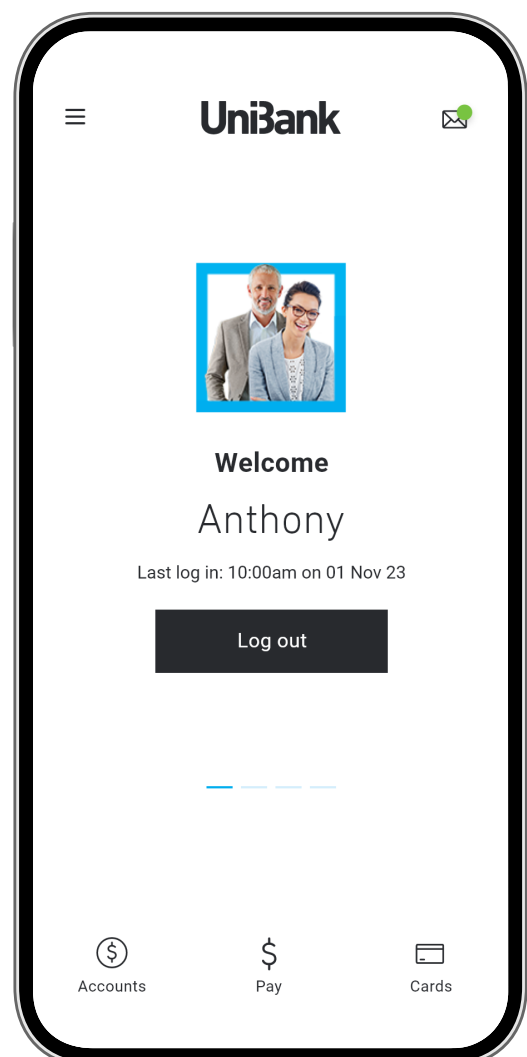 UniBank
Welcome
Anthony
Last log in: 10:00am on 01 Nov 23
Log out
$ $
Accounts Pay Cards